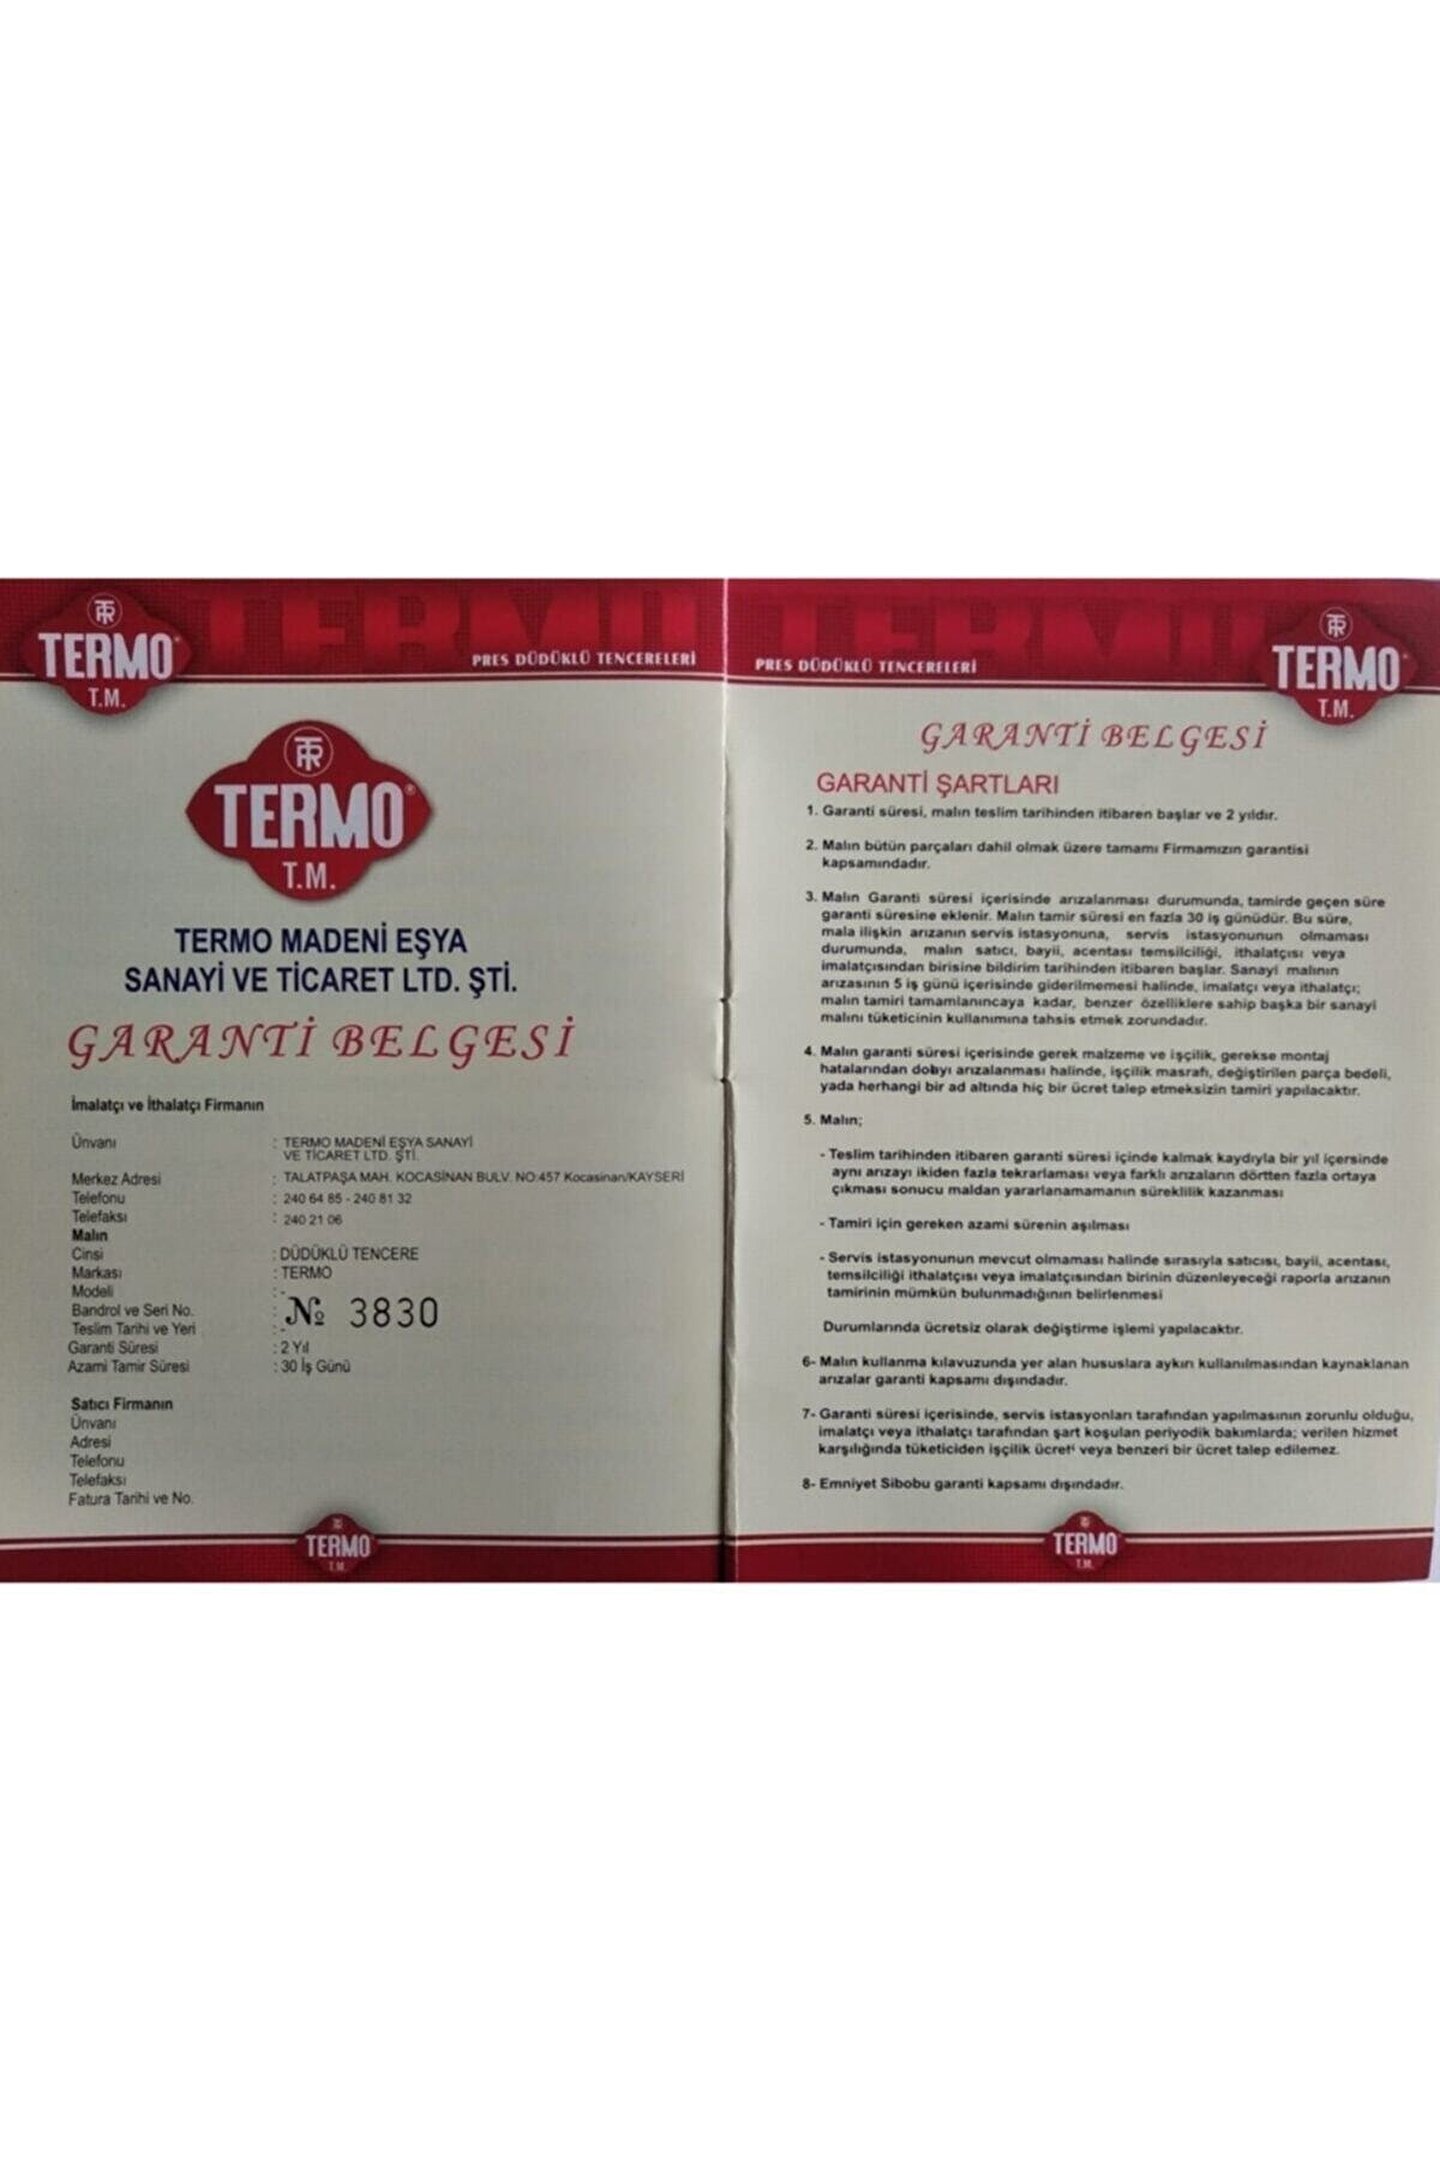 TR
TERMO
T.M.
PRES DÜDÜKLÜ TENCERELERİ
TR
TERMO
T.M.
TERMO MADENİ EŞYA
SANAYİ VE TİCARET LTD. ŞTİ.
GARANTİ BELGESİ
İmalatçı ve İthalatçı Firmanın
Ünvanı : TERMO MADENİ EŞYA SANAYİ
VE TİCARET LTD. ŞTİ.
Merkez Adresi : TALATPAŞA MAH. KOCASİNAN BULV. NO:457 Kocasinan/KAYSERİ
Telefonu : 240 64 85 - 240 81 32
Telefaksı : 240 21 06
Malın
Cinsi : DÜDÜKLÜ TENCERE
Markası : TERMO
Modeli : -
Bandrol ve Seri No. : № 3830
Teslim Tarihi ve Yeri : -
Garanti Süresi : 2 Yıl
Azami Tamir Süresi : 30 İş Günü
Satıcı Firmanın
Ünvanı
Adresi
Telefonu
Telefaksı
Fatura Tarihi ve No.
TERMO
T.M.
PRES DÜDÜKLÜ TENCERELERİ
TR
TERMO
T.M.
GARANTİ BELGESİ
GARANTİ ŞARTLARI
1. Garanti süresi, malın teslim tarihinden itibaren başlar ve 2 yıldır.
2. Malın bütün parçaları dahil olmak üzere tamamı Firmamızın garantisi
kapsamındadır.
3. Malın Garanti süresi içerisinde arızalanması durumunda, tamirde geçen süre
garanti süresine eklenir. Malın tamir süresi en fazla 30 iş günüdür. Bu süre,
mala ilişkin arızanın servis istasyonuna, servis istasyonunun olmaması
durumunda, malın satıcı, bayii, acentası temsilciliği, ithalatçısı veya
imalatçısından birisine bildirim tarihinden itibaren başlar. Sanayi malının
arızasının 5 iş günü içerisinde giderilmemesi halinde, imalatçı veya ithalatçı;
malın tamiri tamamlanıncaya kadar, benzer özelliklere sahip başka bir sanayi
malını tüketicinin kullanımına tahsis etmek zorundadır.
4. Malın garanti süresi içerisinde gerek malzeme ve işçilik, gerekse montaj
hatalarından dolayı arızalanması halinde, işçilik masrafı, değiştirilen parça bedeli,
yada herhangi bir ad altında hiç bir ücret talep etmeksizin tamiri yapılacaktır.
5. Malın;
- Teslim tarihinden itibaren garanti süresi içinde kalmak kaydıyla bir yıl içersinde
aynı arızayı ikiden fazla tekrarlaması veya farklı arızaların dörtten fazla ortaya
çıkması sonucu maldan yararlanamamanın süreklilik kazanması
- Tamiri için gereken azami sürenin aşılması
- Servis istasyonunun mevcut olmaması halinde sırasıyla satıcısı, bayii, acentası,
temsilciliği ithalatçısı veya imalatçısından birinin düzenleyeceği raporla arızanın
tamirinin mümkün bulunmadığının belirlenmesi
Durumlarında ücretsiz olarak değiştirme işlemi yapılacaktır.
6- Malın kullanma kılavuzunda yer alan hususlara aykırı kullanılmasından kaynaklanan
arızalar garanti kapsamı dışındadır.
7- Garanti süresi içerisinde, servis istasyonları tarafından yapılmasının zorunlu olduğu,
imalatçı veya ithalatçı tarafından şart koşulan periyodik bakımlarda; verilen hizmet
karşılığında tüketiciden işçilik ücreti veya benzeri bir ücret talep edilemez.
8- Emniyet Sibobu garanti kapsamı dışındadır.
TERMO
T.M.